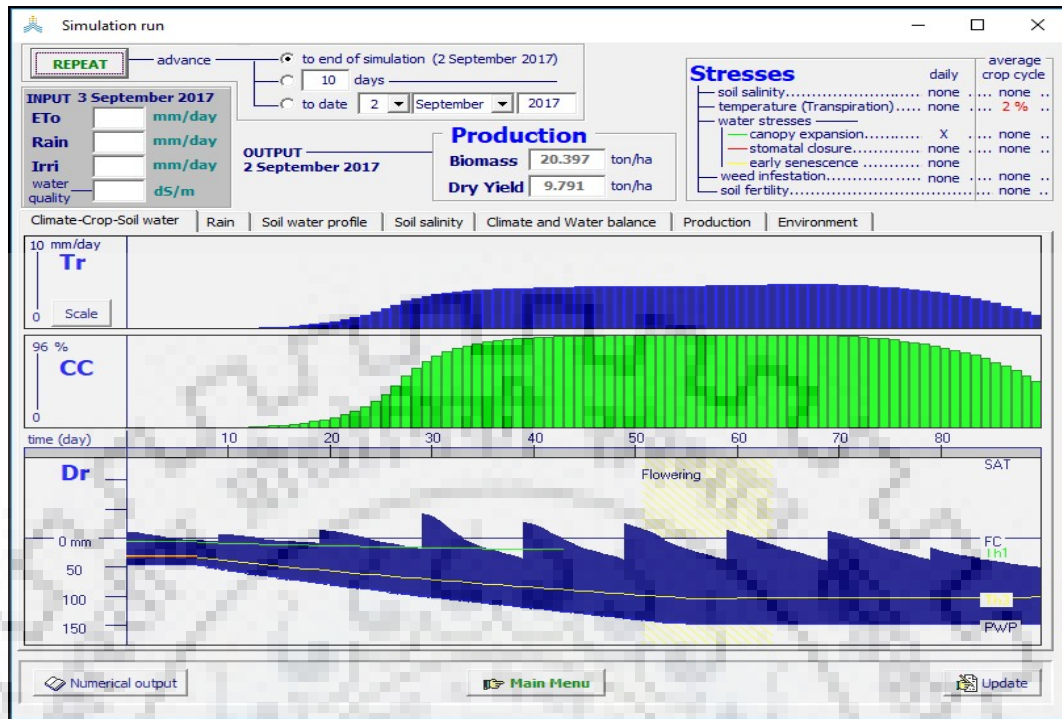 Simulation run
REPEAT advance to end of simulation (2 September 2017)
10 days
to date 2 September 2017
INPUT 3 September 2017
ETo mm/day
Rain mm/day
Irri mm/day
water quality dS/m
OUTPUT
2 September 2017
Production
Biomass 20.397 ton/ha
Dry Yield 9.791 ton/ha
Stresses daily average crop cycle
soil salinity none none
temperature (Transpiration) none 2 %
water stresses
canopy expansion X none
stomatal closure none none
early senescence none
weed infestation none none
soil fertility none
Climate-Crop-Soil water Rain Soil water profile Soil salinity Climate and Water balance Production Environment
10 mm/day
Tr
0 Scale
96 %
CC
0
time (day) 10 20 30 40 50 60 70 80
Dr Flowering SAT
0 mm FC
Th1
50
100
150 PWP
Numerical output Main Menu Update